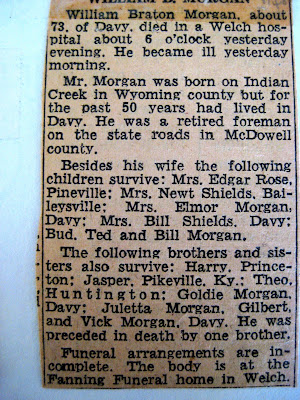 WILLIAM B. MORGAN
William Braton Morgan, about
73, of Davy, died in a Welch hos-
pital about 6 o'clock yesterday
evening. He became ill yesterday
morning.
Mr. Morgan was born on Indian
Creek in Wyoming county but for
the past 50 years had lived in
Davy. He was a retired foreman
on the state roads in McDowell
county.
Besides his wife the following
children survive: Mrs. Edgar Rose,
Pineville; Mrs. Newt Shields, Bai-
leysville; Mrs. Elmor Morgan,
Davy; Mrs. Bill Shields, Davy;
Bud, Ted and Bill Morgan.
The following brothers and sis-
ters also survive: Harry, Prince-
ton; Jasper, Pikeville, Ky.; Theo,
Huntington; Goldie Morgan,
Davy; Juletta Morgan, Gilbert,
and Vick Morgan, Davy. He was
preceded in death by one brother.
Funeral arrangements are in-
complete. The body is at the
Fanning Funeral home in Welch.